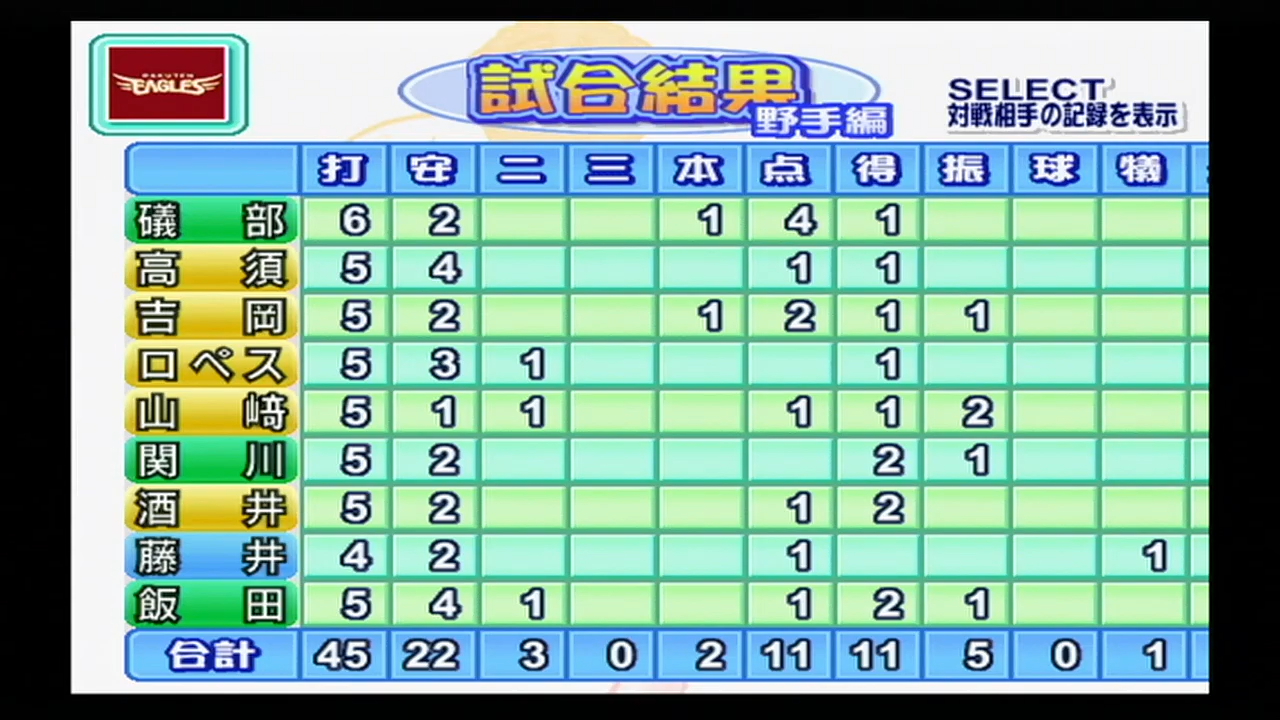 RAKUTEN
EAGLES
試合結果
野手編
SELECT
対戦相手の記録を表示
打 安 二 三 本 点 得 振 球 犠
礒部 6 2 1 4 1
高須 5 4 1 1
吉岡 5 2 1 2 1 1
ロペス 5 3 1 1
山﨑 5 1 1 1 1 2
関川 5 2 2 1
酒井 5 2 1 2
藤井 4 2 1 1
飯田 5 4 1 1 2 1
合計 45 22 3 0 2 11 11 5 0 1